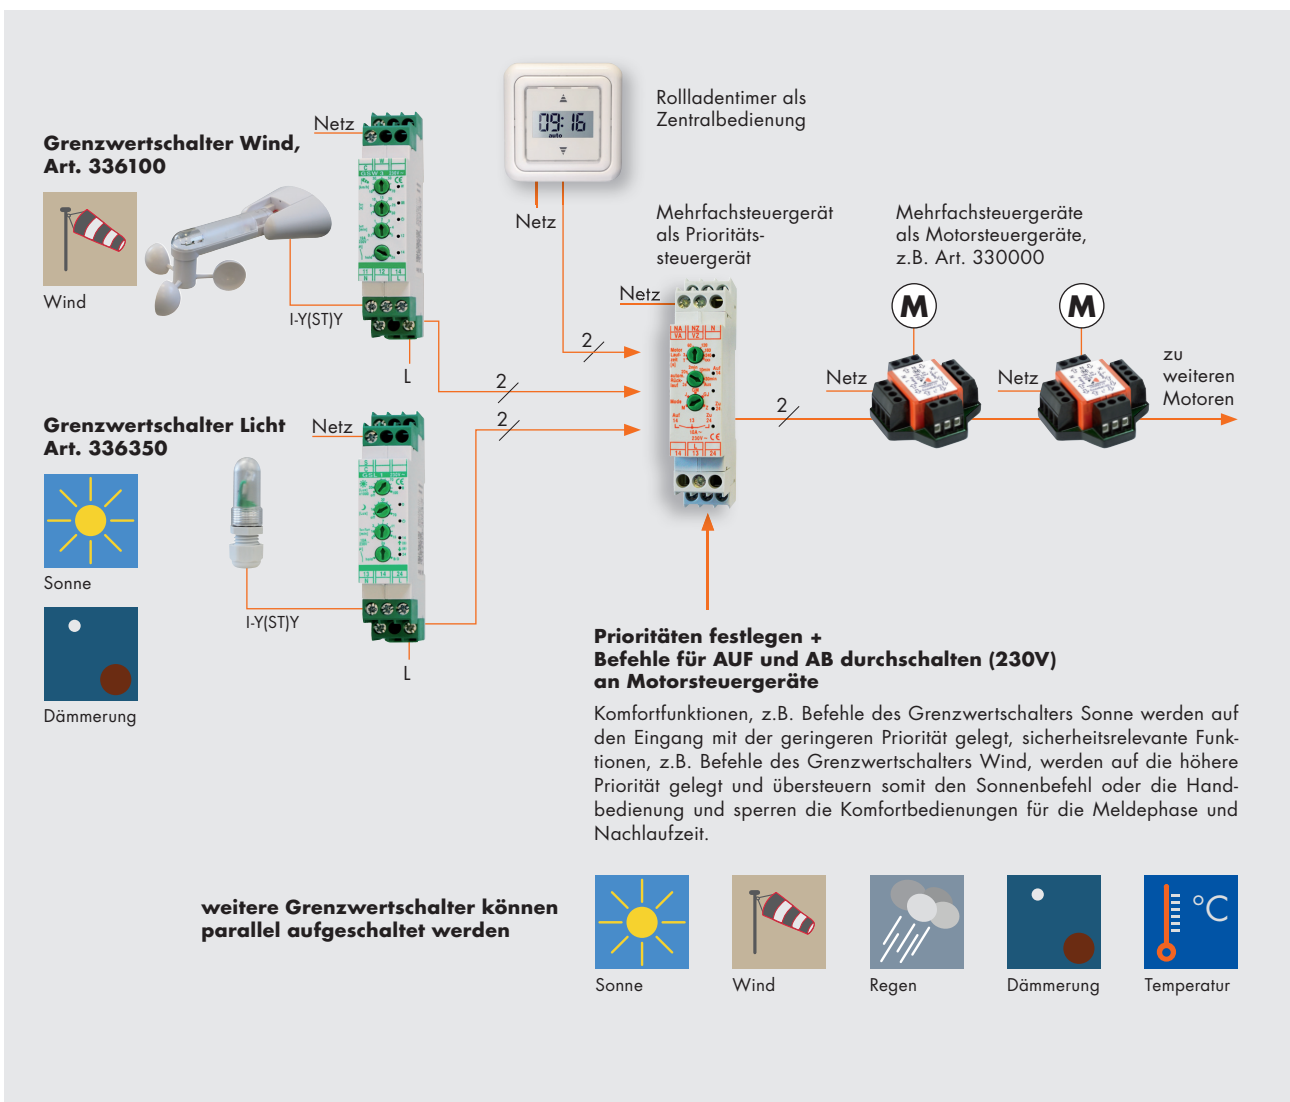 Grenzwertschalter Wind,
Art. 336100
Wind
Netz
I-Y(ST)Y
L
09:16
auto
Rollladentimer als
Zentralbedienung
Netz
2
2
2
Mehrfachsteuergerät
als Prioritäts-
steuergerät
Netz
Mehrfachsteuergeräte
als Motorsteuergeräte,
z.B. Art. 330000
M
M
Netz
Netz
2
zu
weiteren
Motoren
Grenzwertschalter Licht
Art. 336350
Netz
Sonne
Dämmerung
I-Y(ST)Y
L
Prioritäten festlegen +
Befehle für AUF und AB durchschalten (230V)
an Motorsteuergeräte
Komfortfunktionen, z.B. Befehle des Grenzwertschalters Sonne werden auf
den Eingang mit der geringeren Priorität gelegt, sicherheitsrelevante Funk-
tionen, z.B. Befehle des Grenzwertschalters Wind, werden auf die höhere
Priorität gelegt und übersteuern somit den Sonnenbefehl oder die Hand-
bedienung und sperren die Komfortbedienungen für die Meldephase und
Nachlaufzeit.
weitere Grenzwertschalter können
parallel aufgeschaltet werden
°C
Sonne
Wind
Regen
Dämmerung
Temperatur